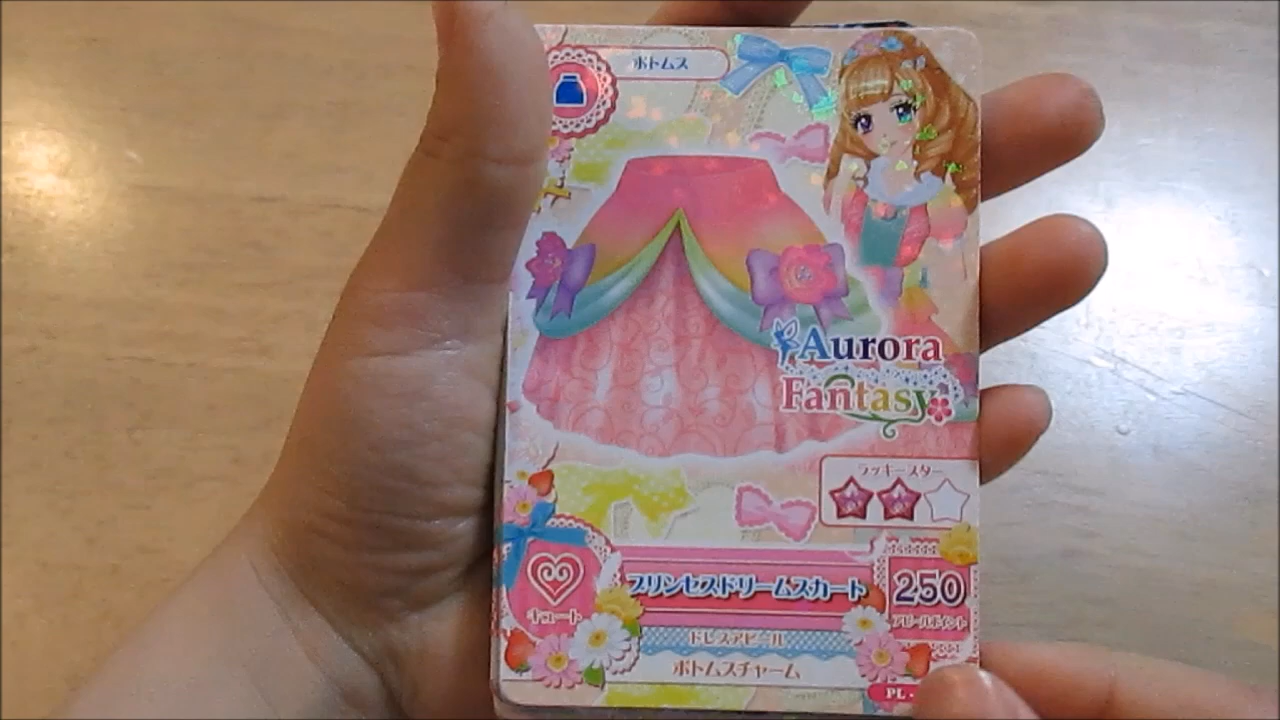 ボトムス
Aurora
Fantasy
ラッキースター
プリンセスドリームスカート
キュート
250
アピールポイント
ドレスアピール
ボトムスチャーム
PL -